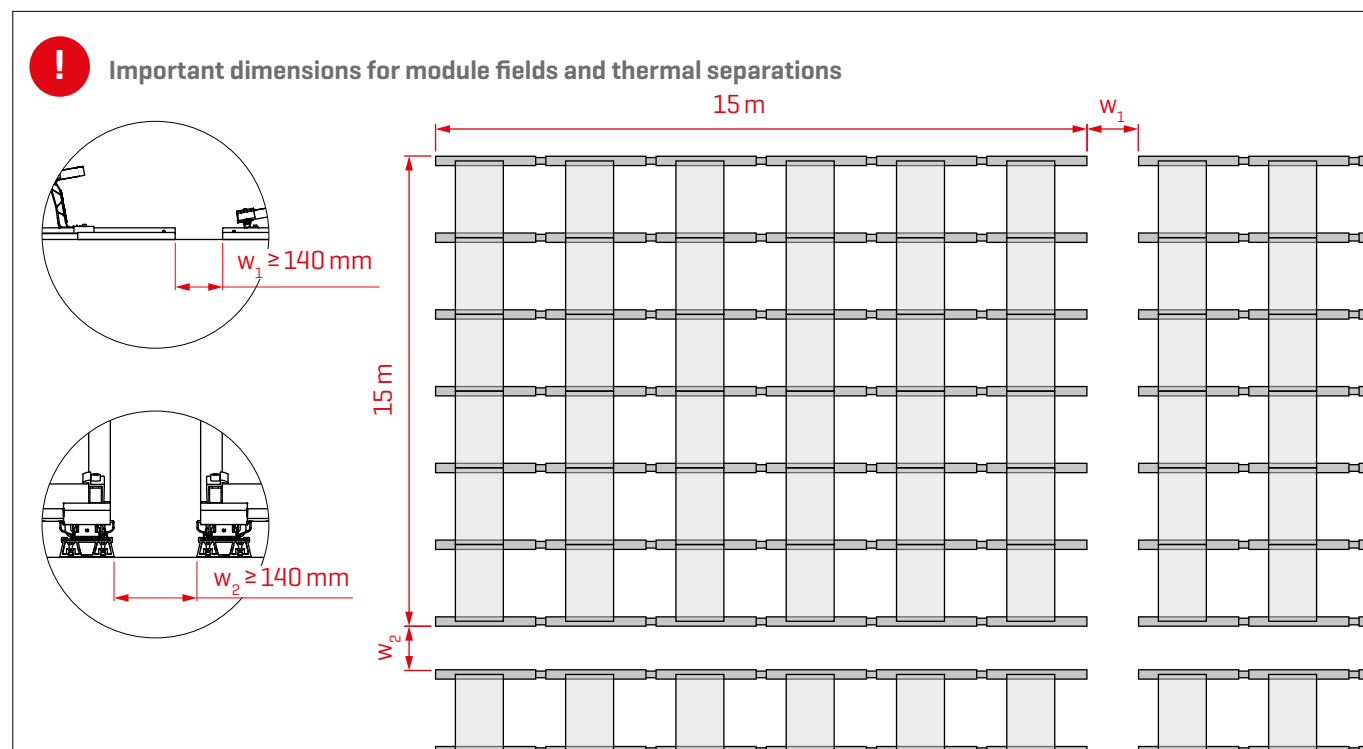 !
Important dimensions for module fields and thermal separations
15 m
w₁
w₁ ≥ 140 mm
15 m
w₂ ≥ 140 mm
w₂